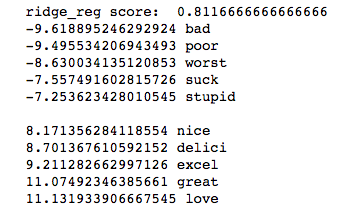 ridge_reg score:  0.8116666666666666
-9.618895246292924 bad
-9.495534206943493 poor
-8.630034135120853 worst
-7.557491602815726 suck
-7.253623428010545 stupid
8.171356284118554 nice
8.701367610592152 delici
9.211282662997126 excel
11.07492346385661 great
11.131933906667545 love